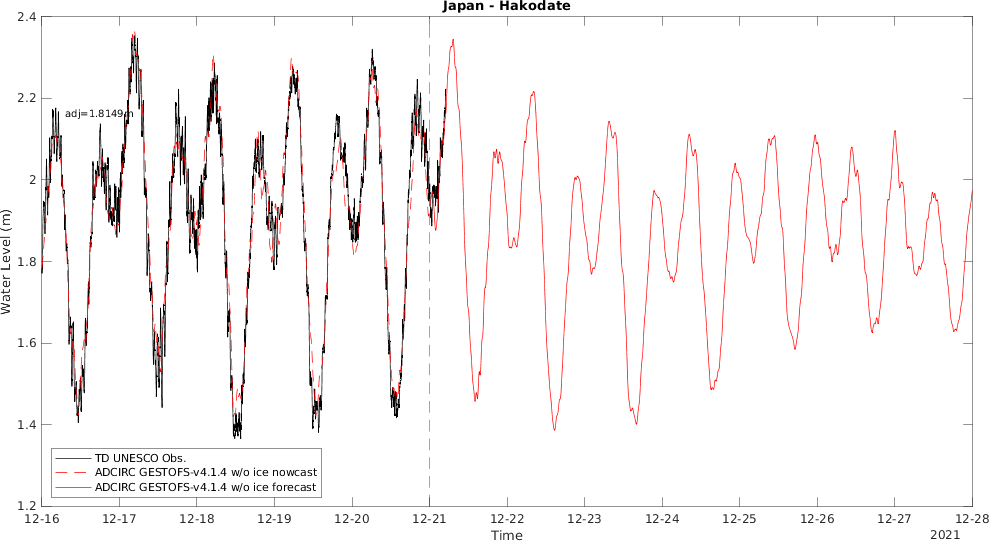 Japan - Hakodate
2.4
2.2
2
1.8
1.6
1.4
1.2
Water Level (m)
adj=1.8149m
TD UNESCO Obs.
ADCIRC GESTOFS-v4.1.4 w/o ice nowcast
ADCIRC GESTOFS-v4.1.4 w/o ice forecast
12-16 12-17 12-18 12-19 12-20 12-21 12-22 12-23 12-24 12-25 12-26 12-27 12-28
Time
2021